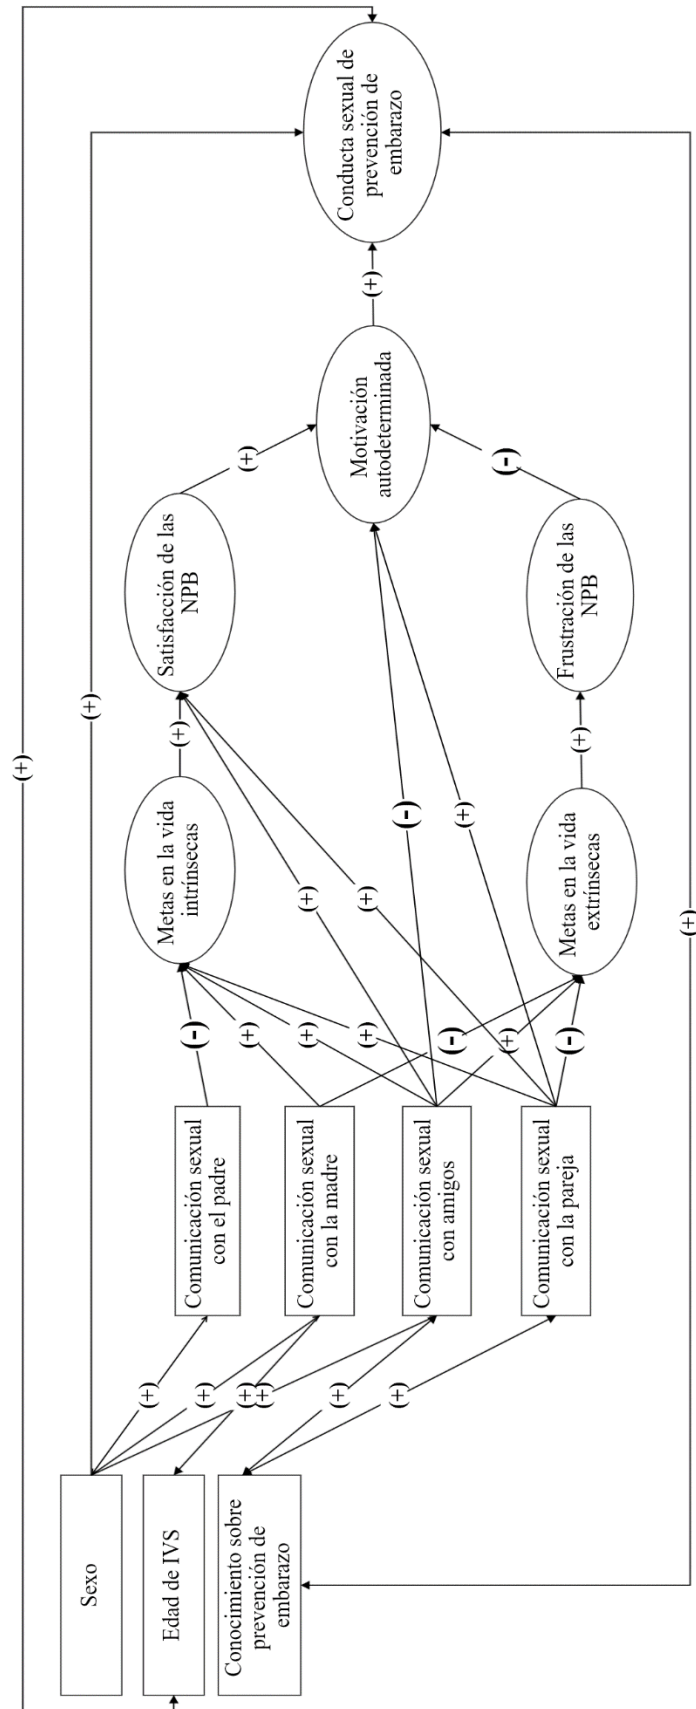 Sexo
Edad de IVS
Conocimiento sobre
prevención de
embarazo
Comunicación sexual
con el padre
Comunicación sexual
con la madre
Comunicación sexual
con amigos
Comunicación sexual
con la pareja
Metas en la vida
intrínsecas
Metas en la vida
extrínsecas
Satisfacción de las
NPB
Frustración de las
NPB
Motivación
autodeterminada
Conducta sexual de
prevención de
embarazo
(+)
(+)
(+)
(+)
(+)
(+)
(+)
(+)
(+)
(-)
(+)
(+)
(+)
(-)
(+)
(-)
(+)
(+)
(-)
(+)
(+)
(+)
(+)
(-)
(+)